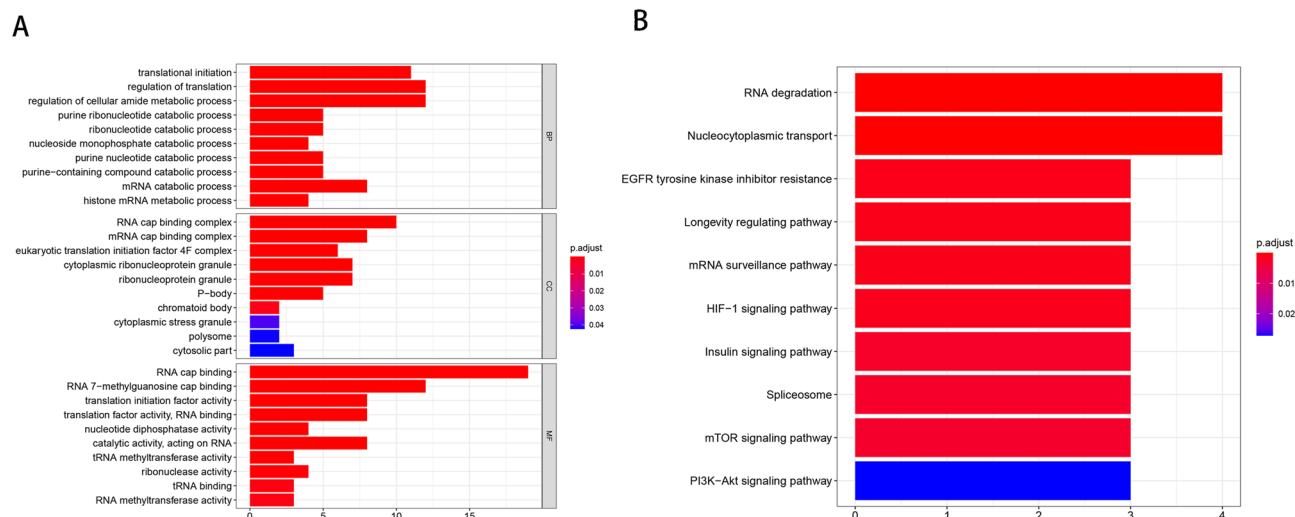 A
translational initiation
regulation of translation
regulation of cellular amide metabolic process
purine ribonucleotide catabolic process
ribonucleotide catabolic process
nucleoside monophosphate catabolic process
purine nucleotide catabolic process
purine−containing compound catabolic process
mRNA catabolic process
histone mRNA metabolic process
BP
RNA cap binding complex
mRNA cap binding complex
eukaryotic translation initiation factor 4F complex
cytoplasmic ribonucleoprotein granule
ribonucleoprotein granule
P−body
chromatoid body
cytoplasmic stress granule
polysome
cytosolic part
CC
RNA cap binding
RNA 7−methylguanosine cap binding
translation initiation factor activity
translation factor activity, RNA binding
nucleotide diphosphatase activity
catalytic activity, acting on RNA
tRNA methyltransferase activity
ribonuclease activity
tRNA binding
RNA methyltransferase activity
MF
0 5 10 15
p.adjust
0.01
0.02
0.03
0.04
B
RNA degradation
Nucleocytoplasmic transport
EGFR tyrosine kinase inhibitor resistance
Longevity regulating pathway
mRNA surveillance pathway
HIF−1 signaling pathway
Insulin signaling pathway
Spliceosome
mTOR signaling pathway
PI3K−Akt signaling pathway
0 1 2 3 4
p.adjust
0.01
0.02